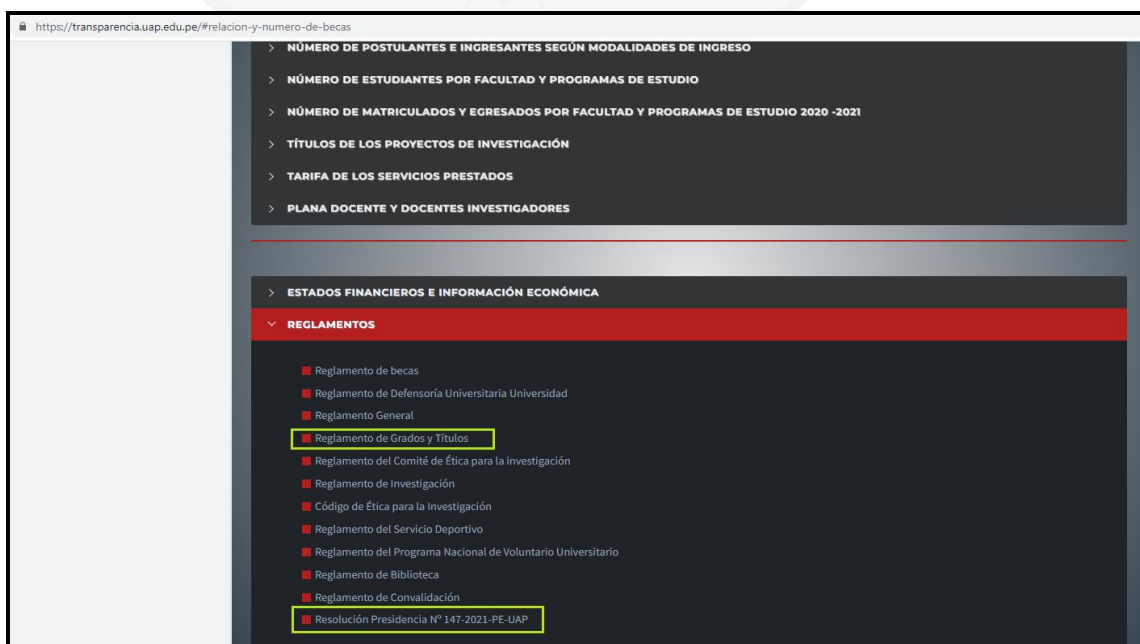 https://transparencia.uap.edu.pe/#relacion-y-numero-de-becas
NÚMERO DE POSTULANTES E INGRESANTES SEGÚN MODALIDADES DE INGRESO
NÚMERO DE ESTUDIANTES POR FACULTAD Y PROGRAMAS DE ESTUDIO
NÚMERO DE MATRICULADOS Y EGRESADOS POR FACULTAD Y PROGRAMAS DE ESTUDIO 2020 -2021
TÍTULOS DE LOS PROYECTOS DE INVESTIGACIÓN
TARIFA DE LOS SERVICIOS PRESTADOS
PLANA DOCENTE Y DOCENTES INVESTIGADORES
ESTADOS FINANCIEROS E INFORMACIÓN ECONÓMICA
REGLAMENTOS
Reglamento de becas
Reglamento de Defensoría Universitaria Universidad
Reglamento General
Reglamento de Grados y Títulos
Reglamento del Comité de Ética para la investigación
Reglamento de Investigación
Código de Ética para la Investigación
Reglamento del Servicio Deportivo
Reglamento del Programa Nacional de Voluntario Universitario
Reglamento de Biblioteca
Reglamento de Convalidación
Resolución Presidencia Nº 147-2021-PE-UAP